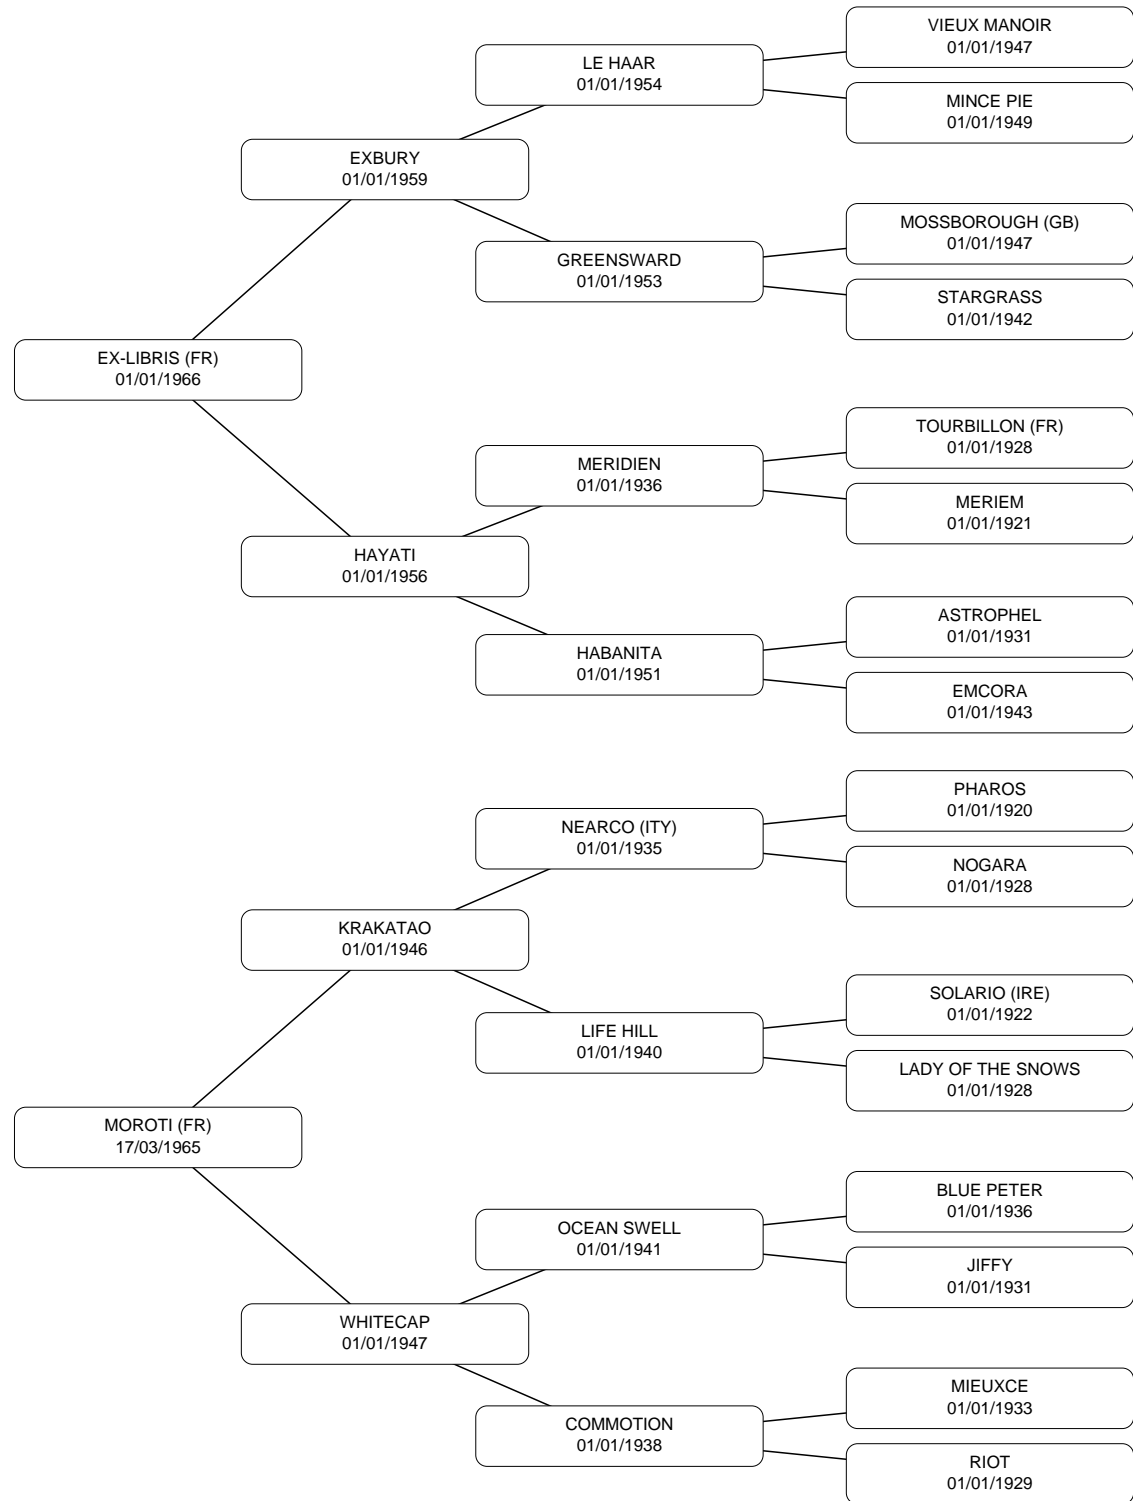 VIEUX MANOIR
01/01/1947
LE HAAR
01/01/1954
MINCE PIE
01/01/1949
EXBURY
01/01/1959
MOSSBOROUGH (GB)
01/01/1947
GREENSWARD
01/01/1953
STARGRASS
01/01/1942
EX-LIBRIS (FR)
01/01/1966
TOURBILLON (FR)
01/01/1928
MERIDIEN
01/01/1936
MERIEM
01/01/1921
HAYATI
01/01/1956
ASTROPHEL
01/01/1931
HABANITA
01/01/1951
EMCORA
01/01/1943
PHAROS
01/01/1920
NEARCO (ITY)
01/01/1935
NOGARA
01/01/1928
KRAKATAO
01/01/1946
SOLARIO (IRE)
01/01/1922
LIFE HILL
01/01/1940
LADY OF THE SNOWS
01/01/1928
MOROTI (FR)
17/03/1965
BLUE PETER
01/01/1936
OCEAN SWELL
01/01/1941
JIFFY
01/01/1931
WHITECAP
01/01/1947
MIEUXCE
01/01/1933
COMMOTION
01/01/1938
RIOT
01/01/1929